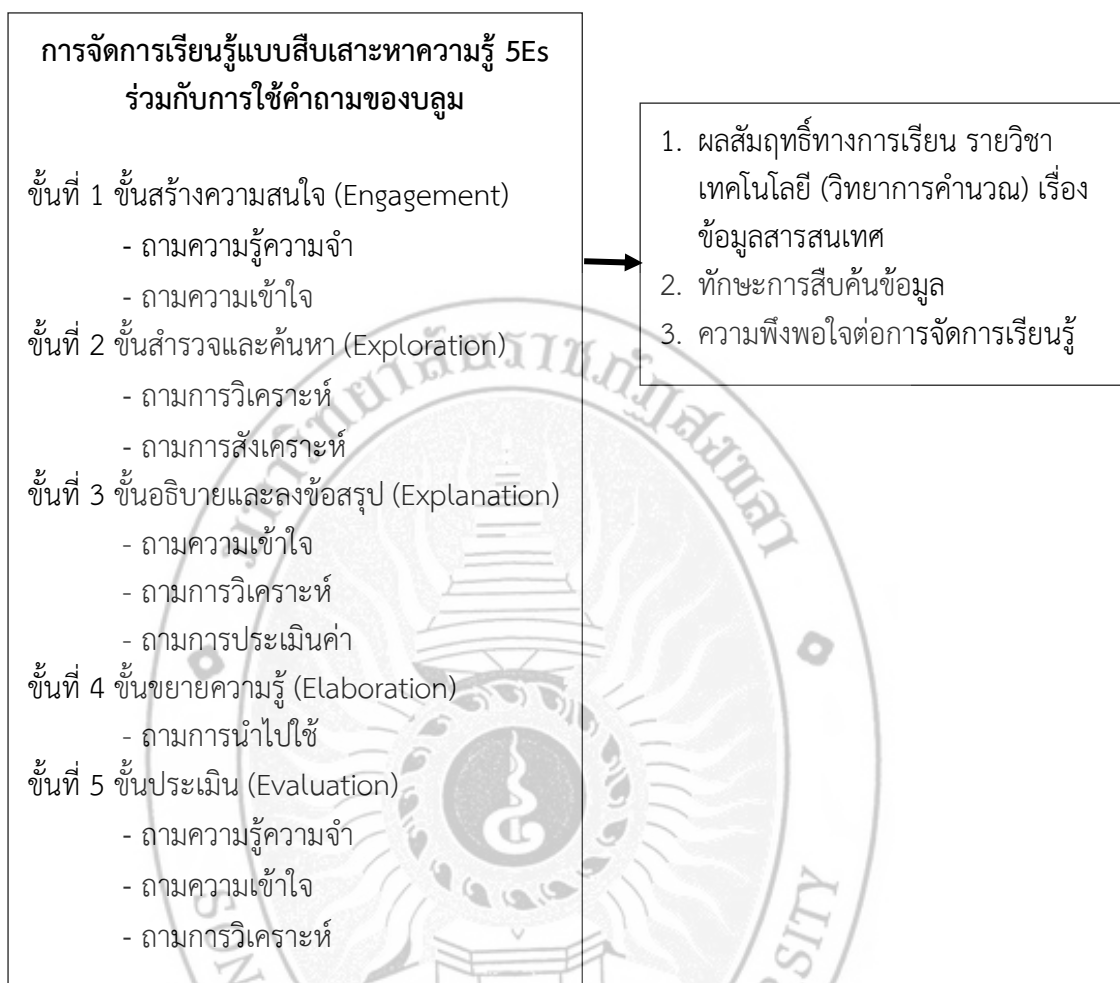 การจัดการเรียนรู้แบบสืบเสาะหาความรู้ 5Es
ร่วมกับการใช้คำถามของบลูม
ขั้นที่ 1 ขั้นสร้างความสนใจ (Engagement)
- ถามความรู้ความจำ
- ถามความเข้าใจ
ขั้นที่ 2 ขั้นสำรวจและค้นหา (Exploration)
- ถามการวิเคราะห์
- ถามการสังเคราะห์
ขั้นที่ 3 ขั้นอธิบายและลงข้อสรุป (Explanation)
- ถามความเข้าใจ
- ถามการวิเคราะห์
- ถามการประเมินค่า
ขั้นที่ 4 ขั้นขยายความรู้ (Elaboration)
- ถามการนำไปใช้
ขั้นที่ 5 ขั้นประเมิน (Evaluation)
- ถามความรู้ความจำ
- ถามความเข้าใจ
- ถามการวิเคราะห์
1. ผลสัมฤทธิ์ทางการเรียน รายวิชา
เทคโนโลยี (วิทยาการคำนวณ) เรื่อง
ข้อมูลสารสนเทศ
2. ทักษะการสืบค้นข้อมูล
3. ความพึงพอใจต่อการจัดการเรียนรู้
มหาวิทยาลัยราชภัฏสงขลา